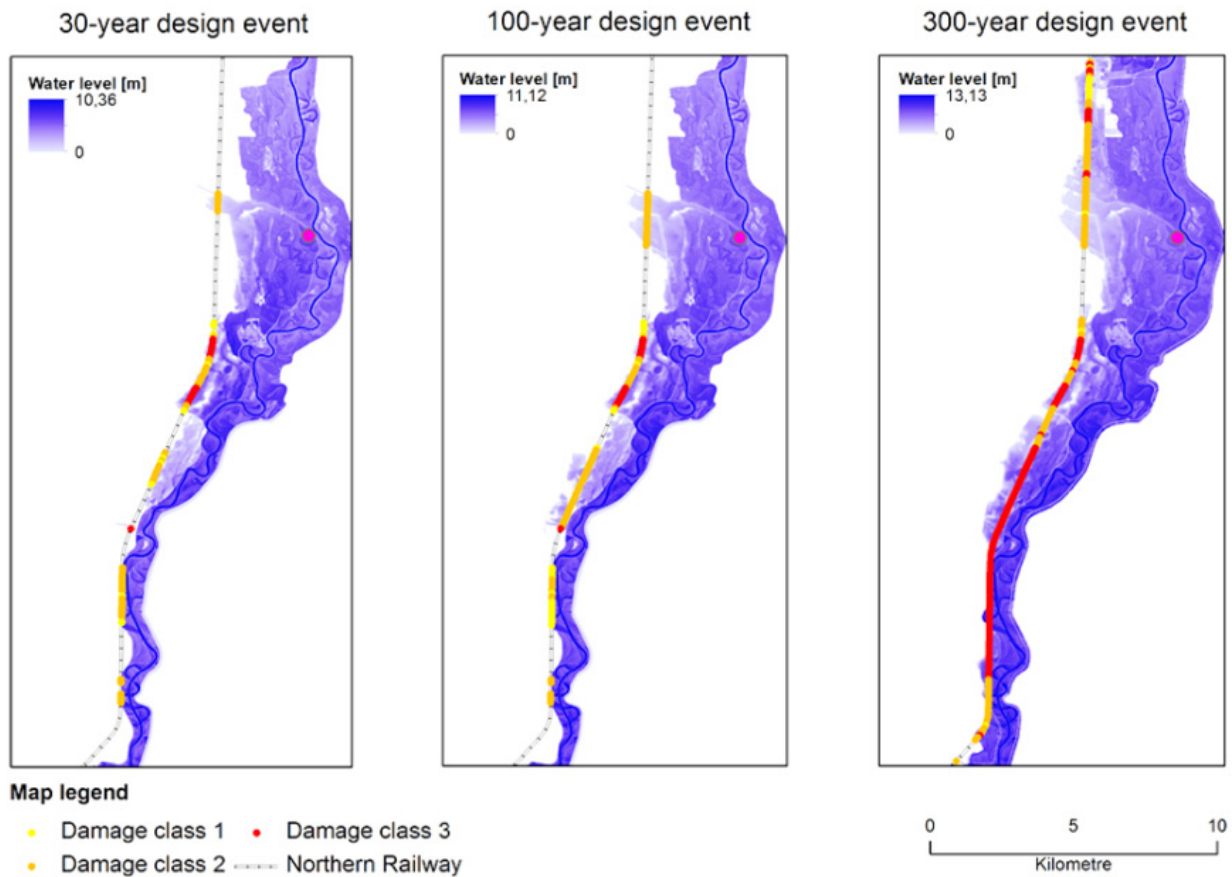 30-year design event
100-year design event
300-year design event
Water level [m]
10,36
0
Water level [m]
11,12
0
Water level [m]
13,13
0
Map legend
Damage class 1
Damage class 3
Damage class 2
Northern Railway
0
5
10
Kilometre